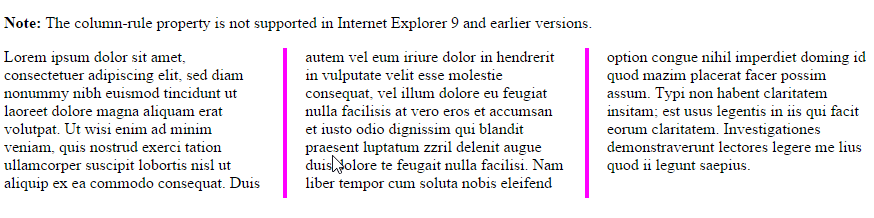 Note: The column-rule property is not supported in Internet Explorer 9 and earlier versions.
Lorem ipsum dolor sit amet,
consectetuer adipiscing elit, sed diam
nonummy nibh euismod tincidunt ut
laoreet dolore magna aliquam erat
volutpat. Ut wisi enim ad minim
veniam, quis nostrud exerci tation
ullamcorper suscipit lobortis nisl ut
aliquip ex ea commodo consequat. Duis
autem vel eum iriure dolor in hendrerit
in vulputate velit esse molestie
consequat, vel illum dolore eu feugiat
nulla facilisis at vero eros et accumsan
et iusto odio dignissim qui blandit
praesent luptatum zzril delenit augue
duis dolore te feugait nulla facilisi. Nam
liber tempor cum soluta nobis eleifend
option congue nihil imperdiet doming id
quod mazim placerat facer possim
assum. Typi non habent claritatem
insitam; est usus legentis in iis qui facit
eorum claritatem. Investigationes
demonstraverunt lectores legere me lius
quod ii legunt saepius.